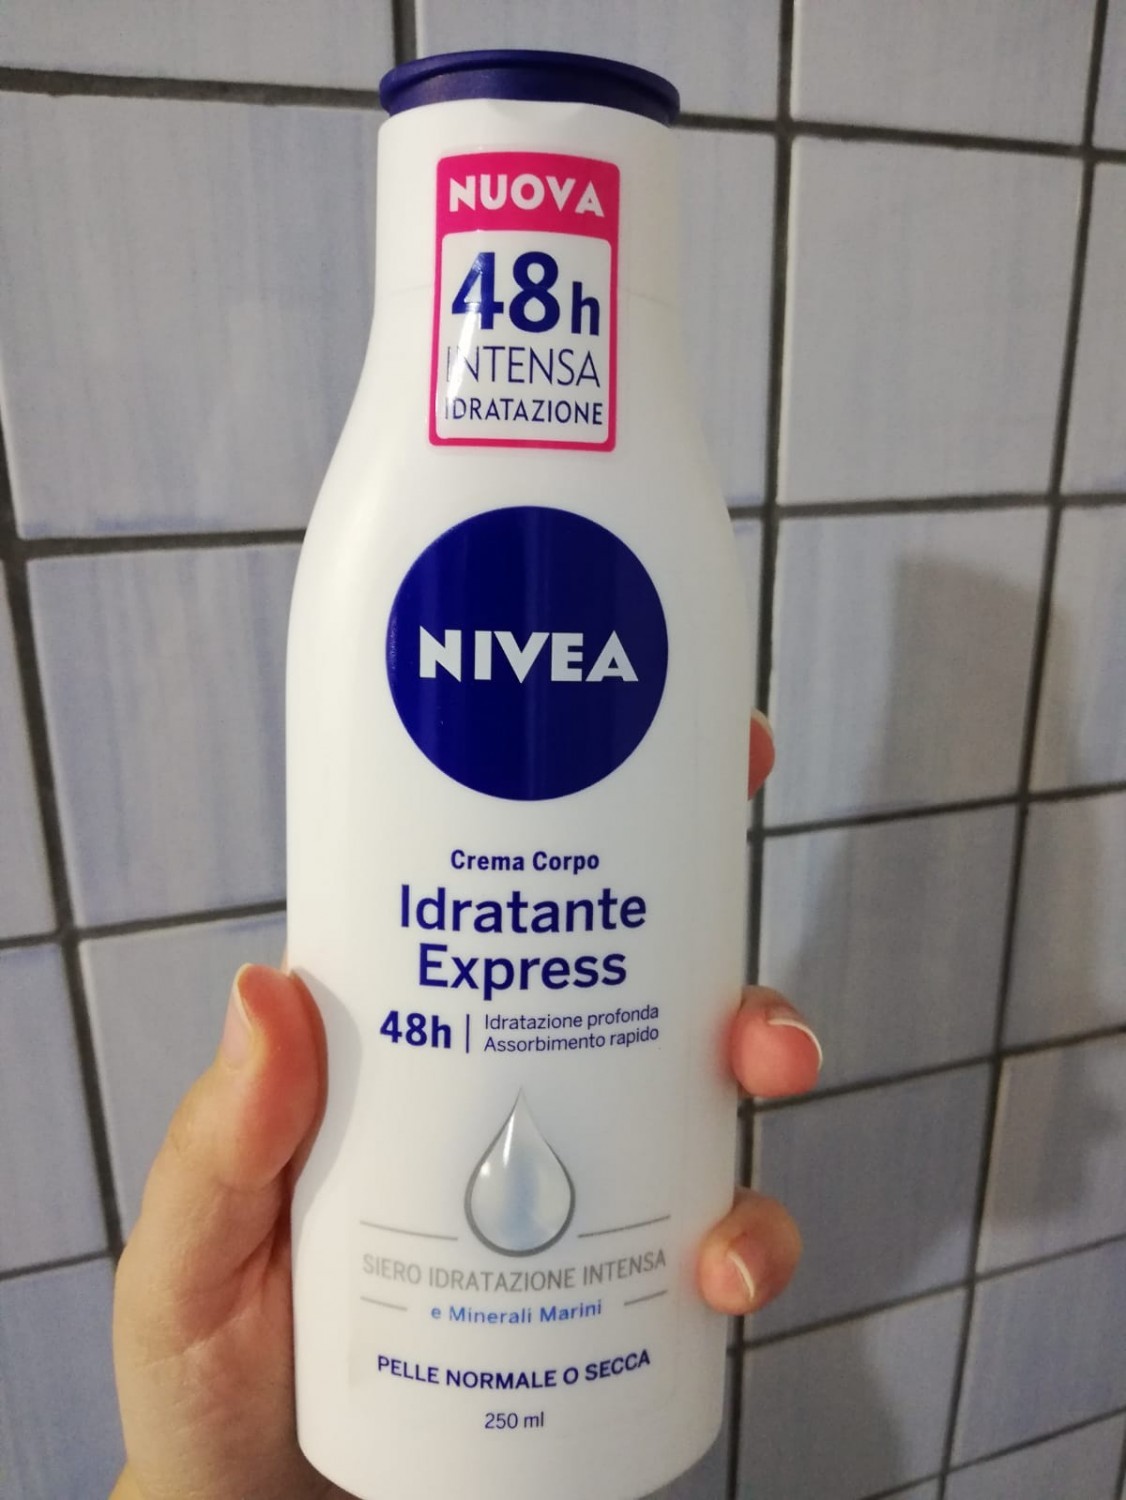 NUOVA
48h
INTENSA
IDRATAZIONE
NIVEA
Crema Corpo
Idratante
Express
48h | Idratazione profonda
Assorbimento rapido
SIERO IDRATAZIONE INTENSA
e Minerali Marini
PELLE NORMALE O SECCA
250 ml